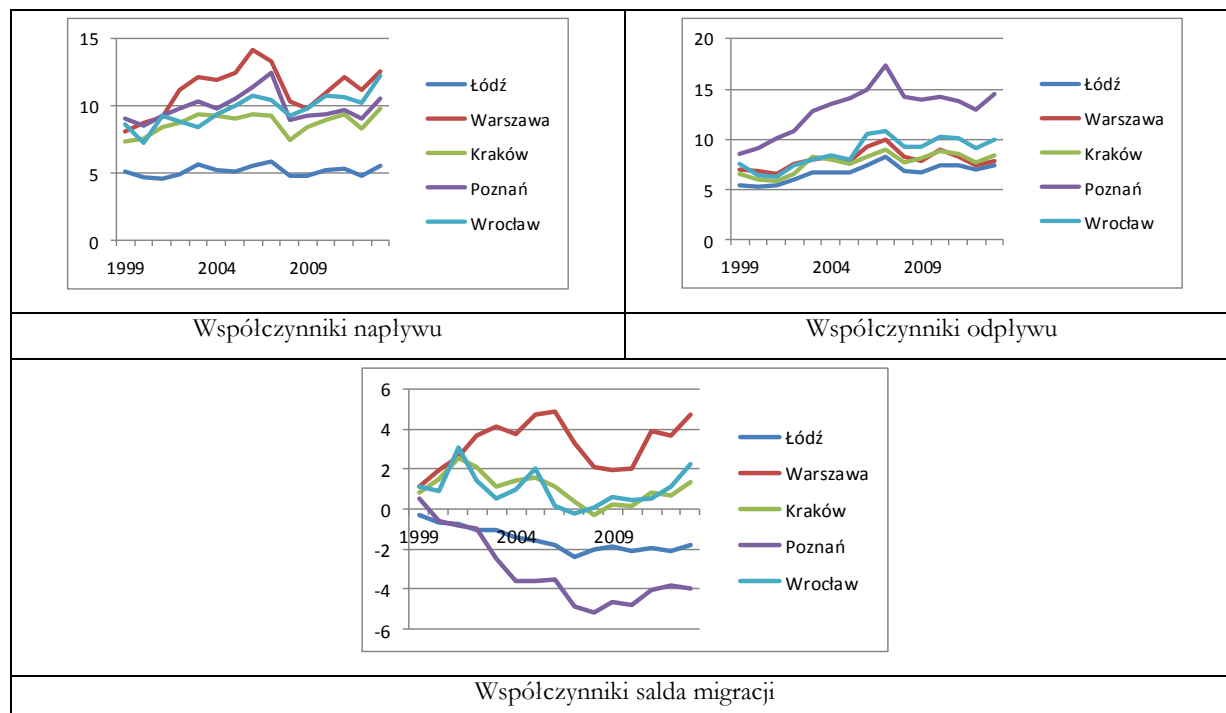 15
10
5
0
1999 2004 2009
Łódź
Warszawa
Kraków
Poznań
Wrocław
Współczynniki napływu
20
15
10
5
0
1999 2004 2009
Łódź
Warszawa
Kraków
Poznań
Wrocław
Współczynniki odpływu
6
4
2
0
-2
-4
-6
1999 2004 2009
Łódź
Warszawa
Kraków
Poznań
Wrocław
Współczynniki salda migracji